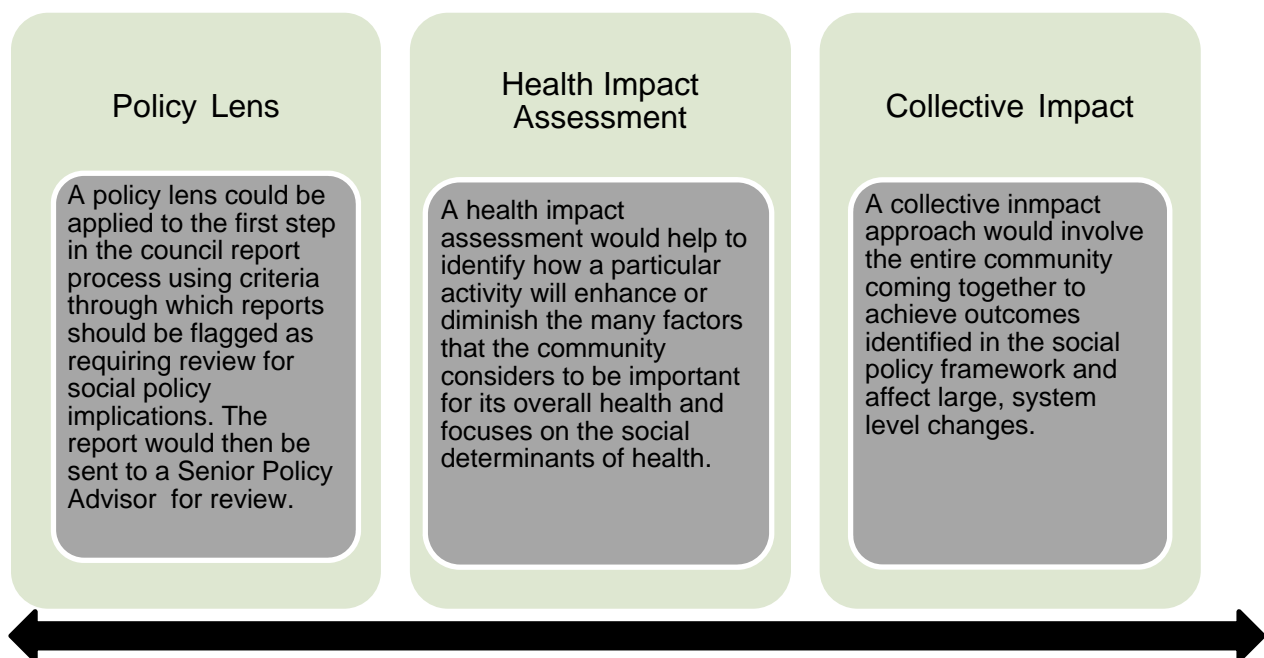 Policy Lens
A policy lens could be
applied to the first step
in the council report
process using criteria
through which reports
should be flagged as
requiring review for
social policy
implications. The
report would then be
sent to a Senior Policy
Advisor for review.
Health Impact
Assessment
A health impact
assessment would help to
identify how a particular
activity will enhance or
diminish the many factors
that the community
considers to be important
for its overall health and
focuses on the social
determinants of health.
Collective Impact
A collective inmpact
approach would involve
the entire community
coming together to
achieve outcomes
identified in the social
policy framework and
affect large, system
level changes.